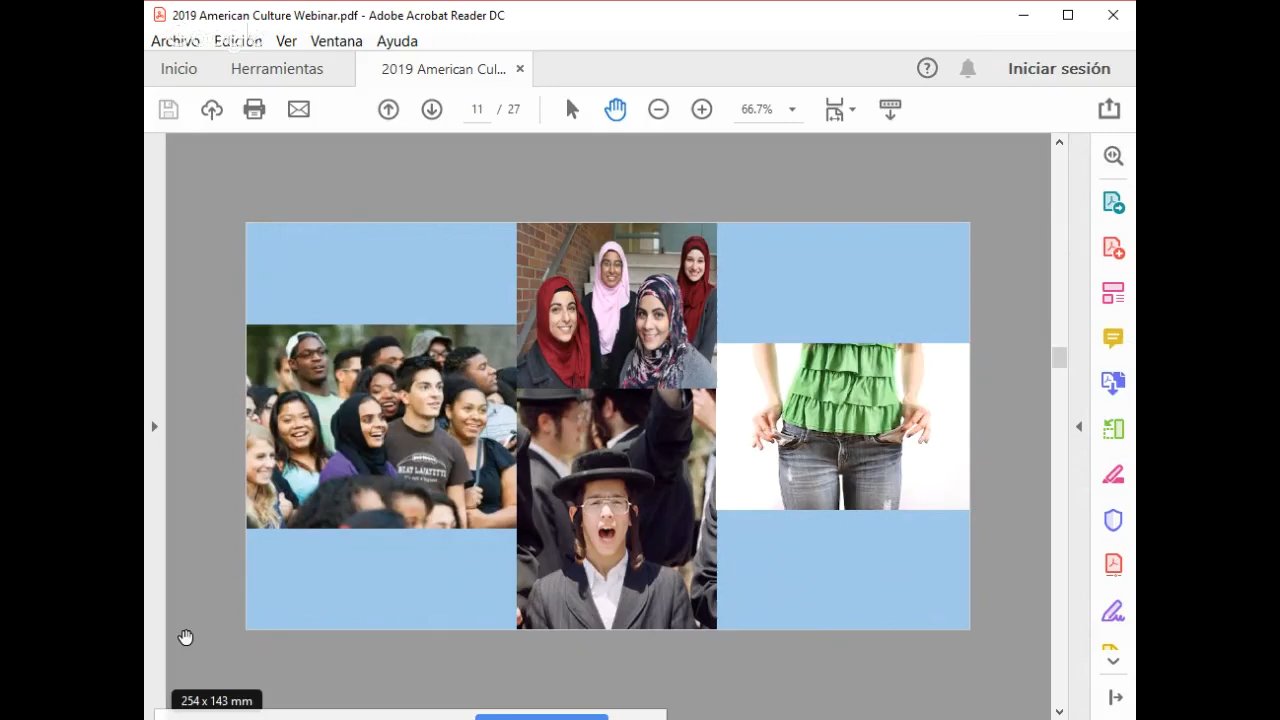 2019 American Culture Webinar.pdf - Adobe Acrobat Reader DC
Archivo Edición Ver Ventana Ayuda
Inicio Herramientas 2019 American Cul... Iniciar sesión
11 / 27 66.7%
BEAT LAFAYETTE
254 x 143 mm